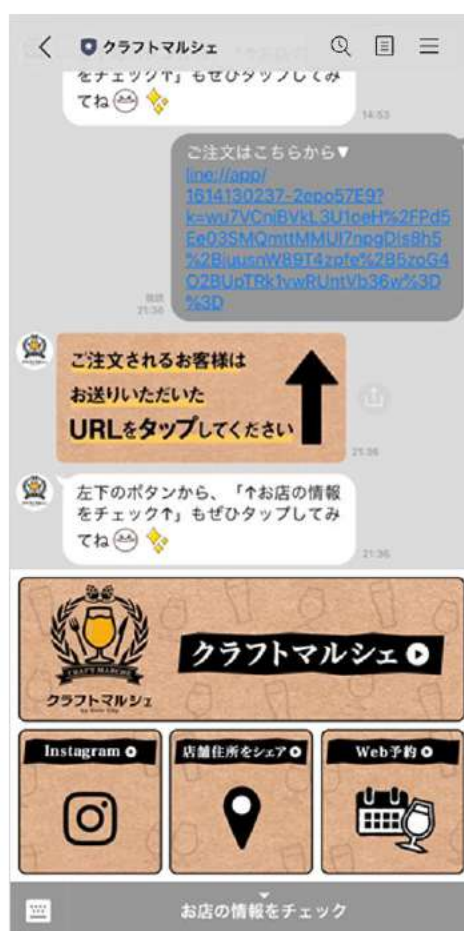 クラフトマルシェ
をチェック↑」もぜひタップしてみ
てね
14:53
ご注文はこちらから▼
line://app/
1614130237-2epo57E9?
k=wu7VCniBVkL3U1oeH%2FPd5
Ee03SMQmttMMUI7npgDIs8h5
%2BjuusnW89T4zpfe%2B5zoG4
O2BUpTRk1vwRUntVb36w%3D
%3D
既読
21:36
ご注文されるお客様は
お送りいただいた
URLをタップしてください
21:36
左下のボタンから、「↑お店の情報
をチェック↑」もぜひタップしてみ
てね
21:36
CRAFT MARCHE
クラフトマルシェ
クラフトマルシェ
Instagram
店舗住所をシェア
Web予約
お店の情報をチェック